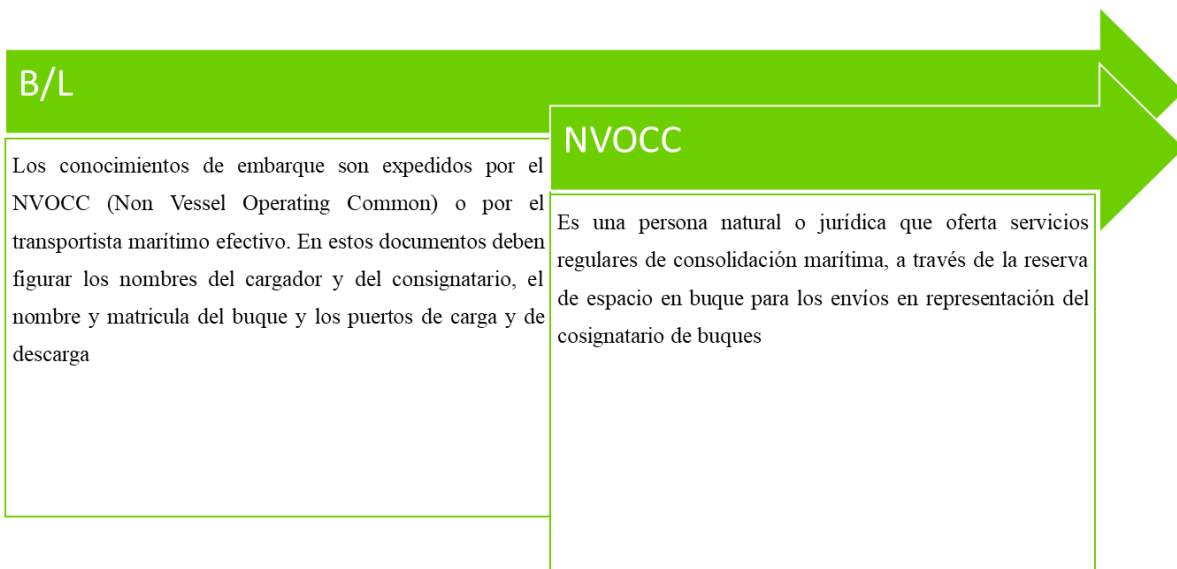 B/L
Los conocimientos de embarque son expedidos por el
NVOCC (Non Vessel Operating Common) o por el
transportista marítimo efectivo. En estos documentos deben
figurar los nombres del cargador y del consignatario, el
nombre y matricula del buque y los puertos de carga y de
descarga
NVOCC
Es una persona natural o jurídica que oferta servicios
regulares de consolidación marítima, a través de la reserva
de espacio en buque para los envíos en representación del
cosignatario de buques